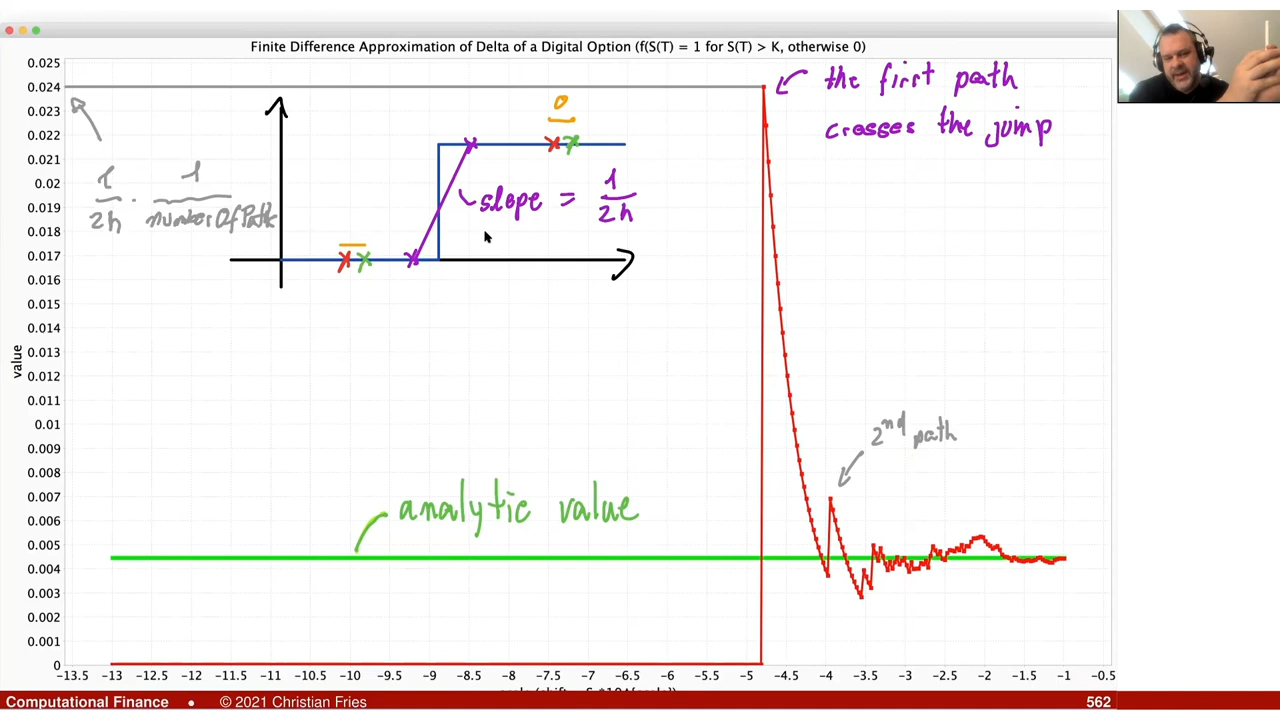 Finite Difference Approximation of Delta of a Digital Option (f(S(T) = 1 for S(T) > K, otherwise 0)
0.025
0.024
0.022
0.021
0.02
0.019
0.018
0.017
0.016
0.015
0.014
0.013
0.012
0.011
0.01
0.009
0.008
0.007
0.006
0.005
0.004
0.003
0.002
0.001
0
value
the first path
crosses the jump
0
1/2h · 1/numberOfPath
slope = 1/2h
2nd path
analytic value
-13.5 -13 -12.5 -12 -11.5 -11 -10.5 -10 -9.5 -9 -8.5 -8 -7.5 -7 -6.5 -6 -5.5 -5 -4.5 -4 -3.5 -3 -2.5 -2 -1.5 -1 -0.5
Computational Finance • © 2021 Christian Fries 562